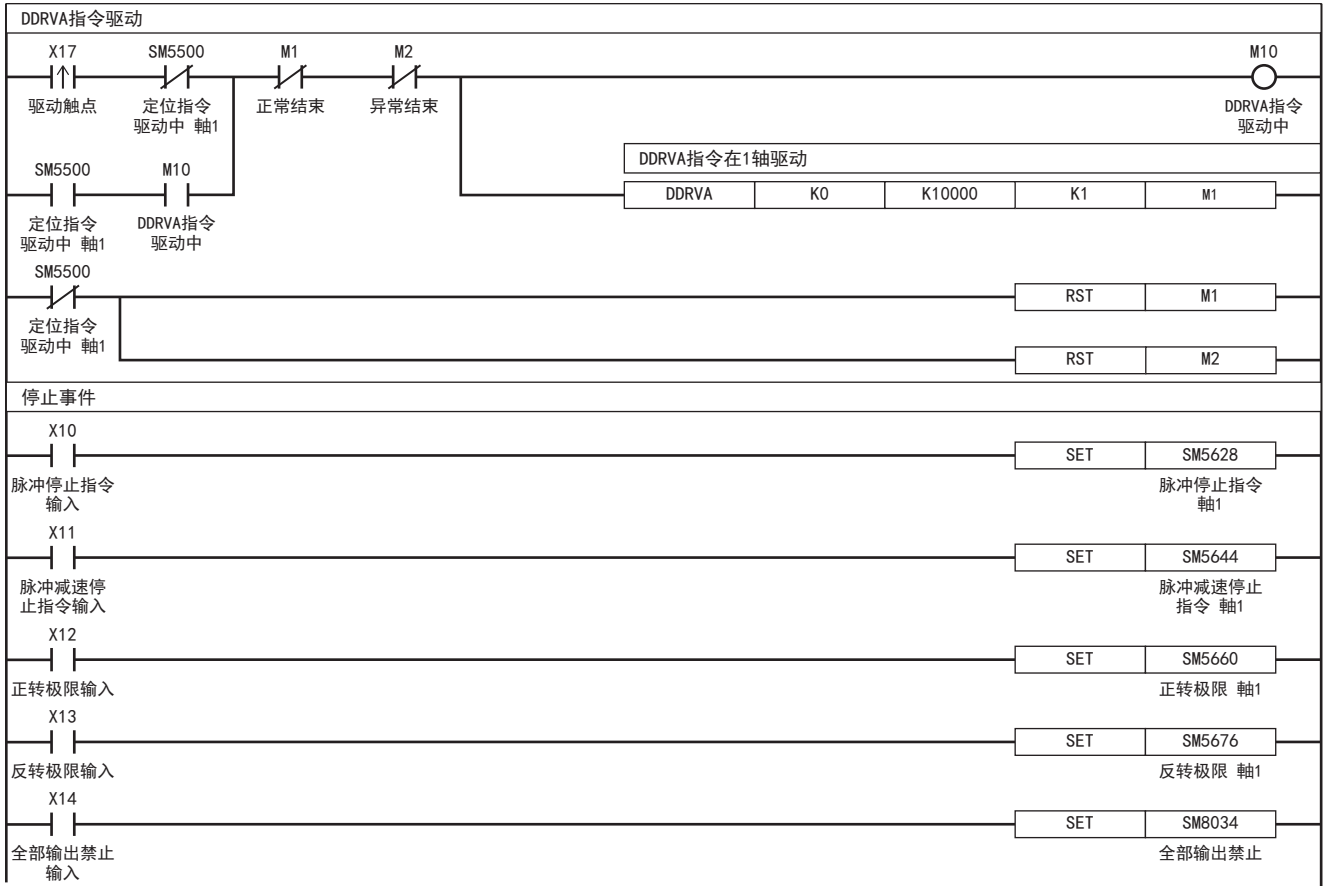 DDRVA指令驱动
X17 SM5500 M1 M2 M10
驱动触点 定位指令 正常结束 异常结束 DDRVA指令
驱动中 軸1 驱动中
DDRVA指令在1轴驱动
SM5500 M10
DDRVA K0 K10000 K1 M1
定位指令 DDRVA指令
驱动中 軸1 驱动中
SM5500
RST M1
定位指令
驱动中 軸1
RST M2
停止事件
X10
SET SM5628
脉冲停止指令 脉冲停止指令
输入 軸1
X11
SET SM5644
脉冲减速停 脉冲减速停止
止指令输入 指令 軸1
X12
SET SM5660
正转极限输入 正转极限 軸1
X13
SET SM5676
反转极限输入 反转极限 軸1
X14
SET SM8034
全部输出禁止 全部输出禁止
输入